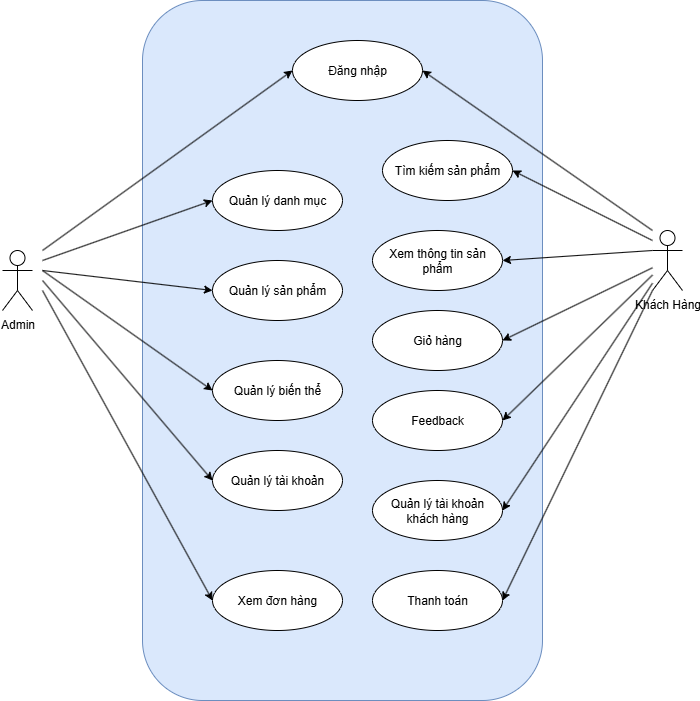 Đăng nhập
Tìm kiếm sản phẩm
Quản lý danh mục
Xem thông tin sản
phẩm
Quản lý sản phẩm
Khách Hàng
Admin
Giỏ hàng
Quản lý biến thể
Feedback
Quản lý tài khoản
Quản lý tài khoản
khách hàng
Xem đơn hàng
Thanh toán